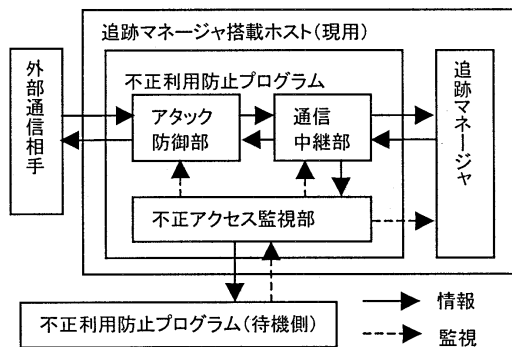 追跡マネージャ搭載ホスト(現用)
外部通信相手
不正利用防止プログラム
アタック
防御部
通信
中継部
追跡マネージャ
不正アクセス監視部
不正利用防止プログラム(待機側)
情報
監視